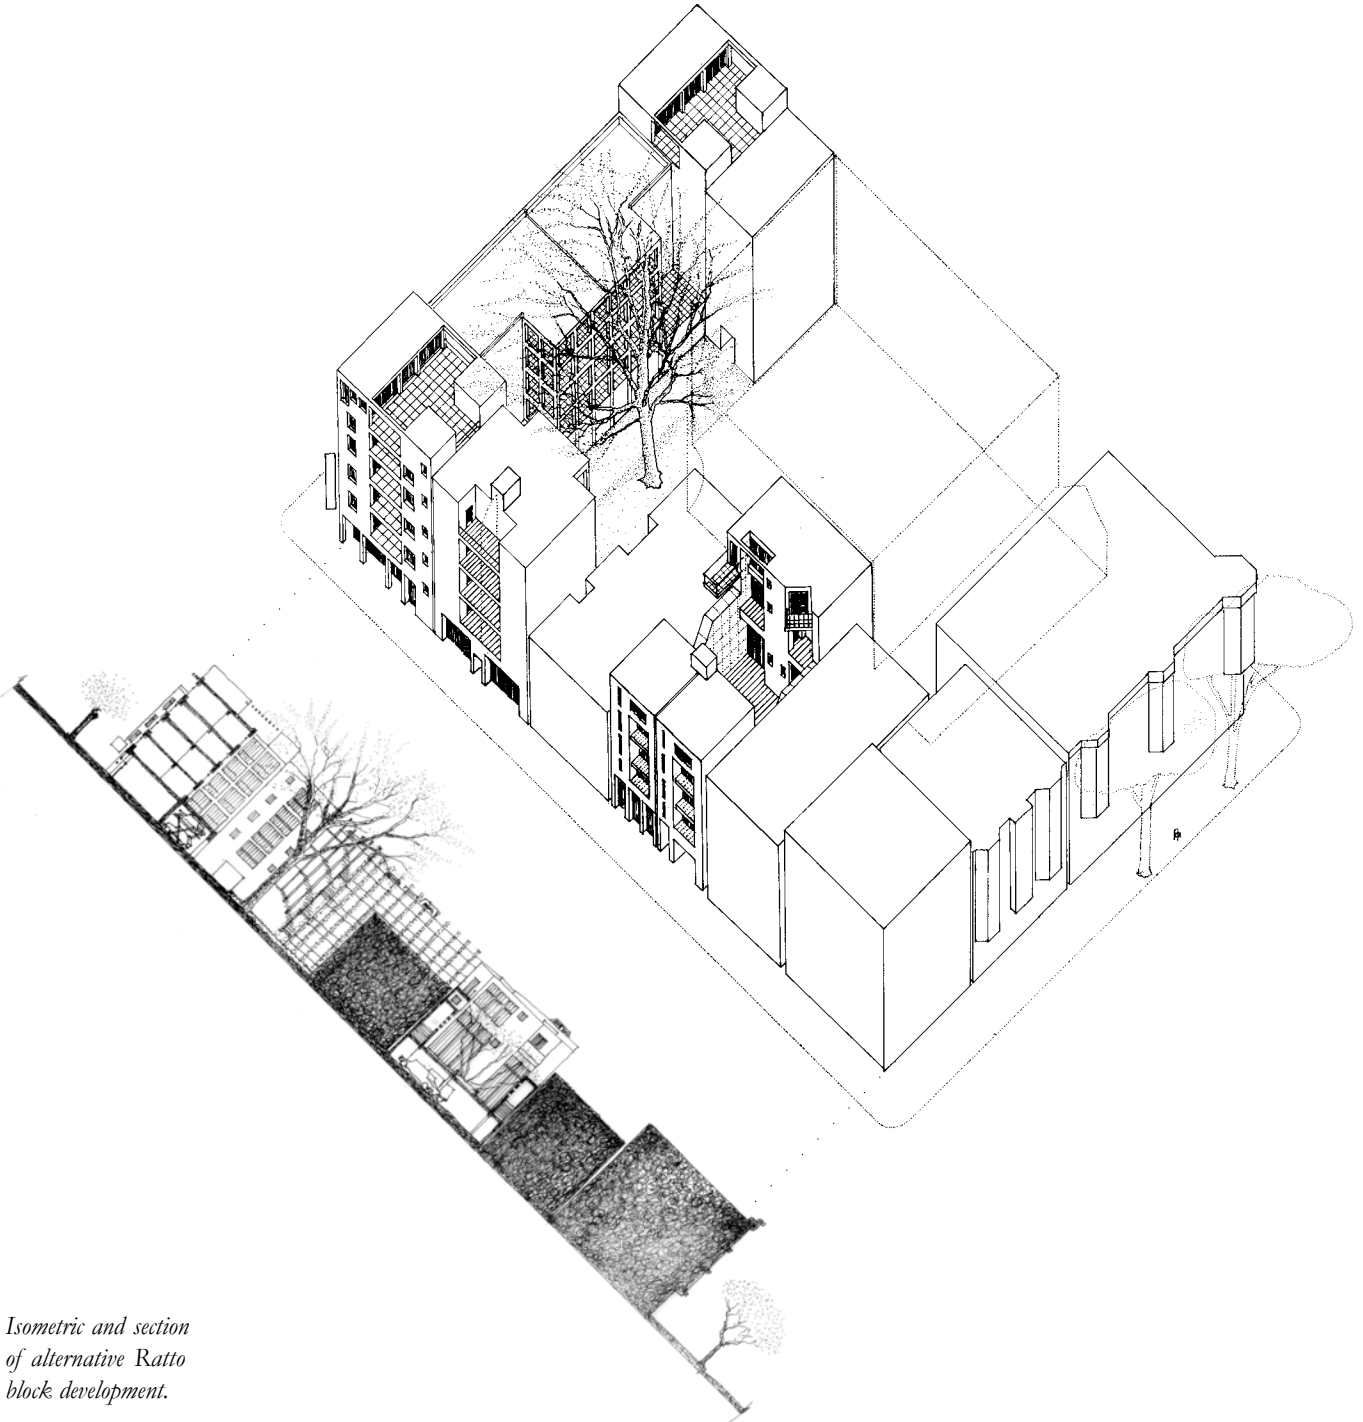 Isometric and section
of alternative Ratto
block development.